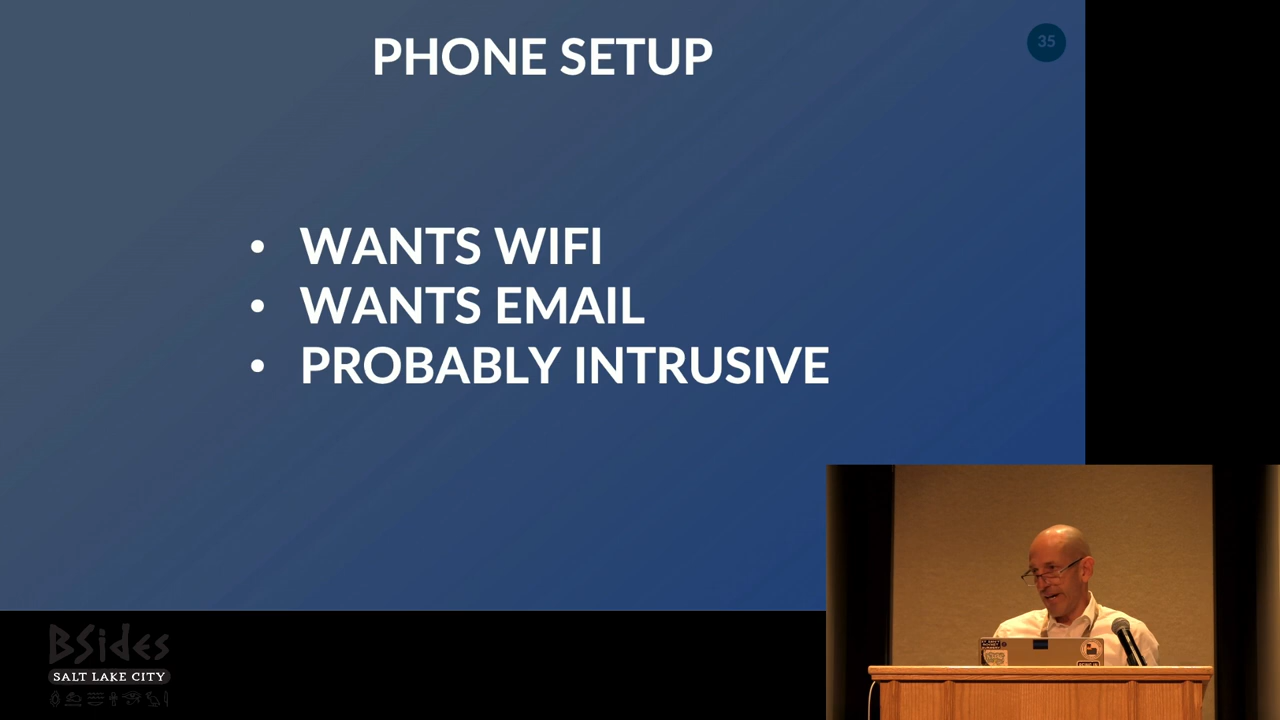 PHONE SETUP
35
• WANTS WIFI
• WANTS EMAIL
• PROBABLY INTRUSIVE
BSides
SALT LAKE CITY